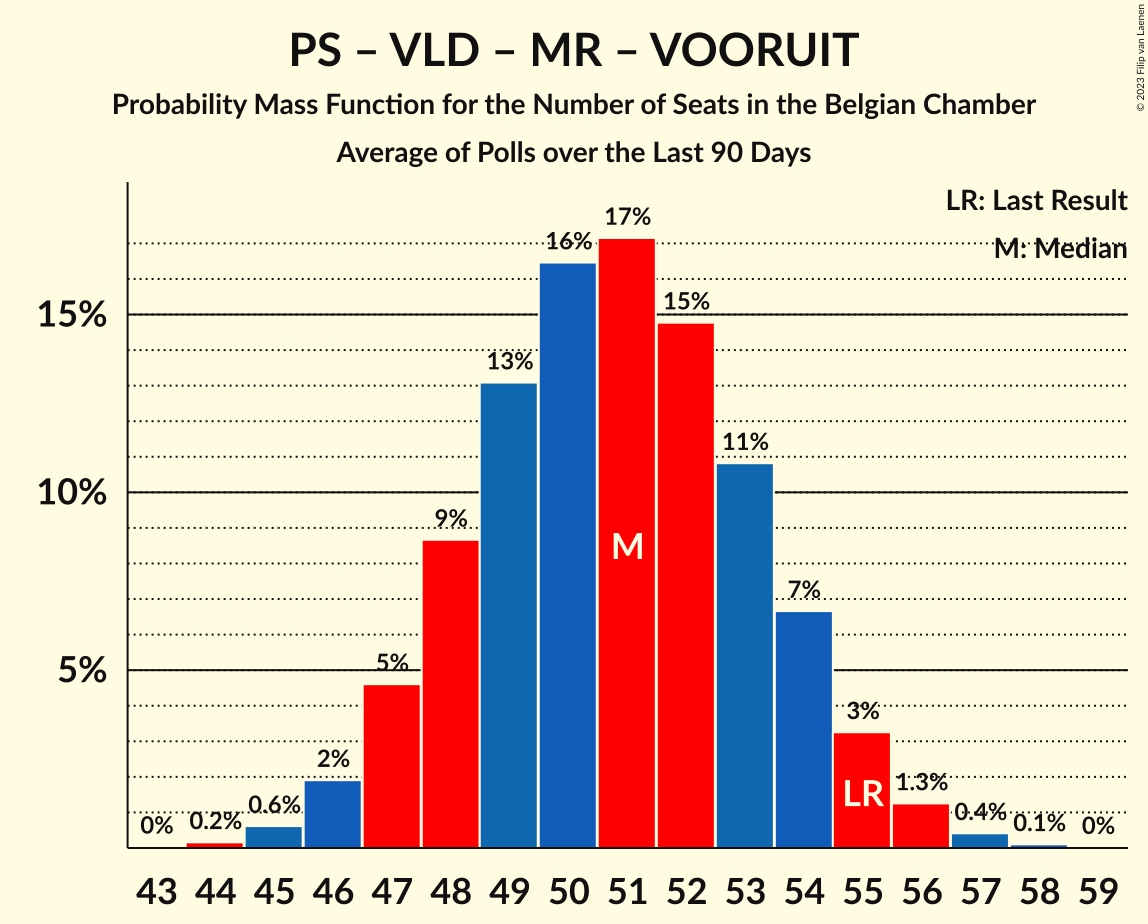 PS – VLD – MR – VOORUIT
Probability Mass Function for the Number of Seats in the Belgian Chamber
Average of Polls over the Last 90 Days
© 2023 Filip van Laenen
LR: Last Result
M: Median
15%
10%
5%
0%
0.2%
0.6%
2%
5%
9%
13%
16%
17%
15%
11%
7%
3%
1.3%
0.4%
0.1%
0%
M
LR
43 44 45 46 47 48 49 50 51 52 53 54 55 56 57 58 59